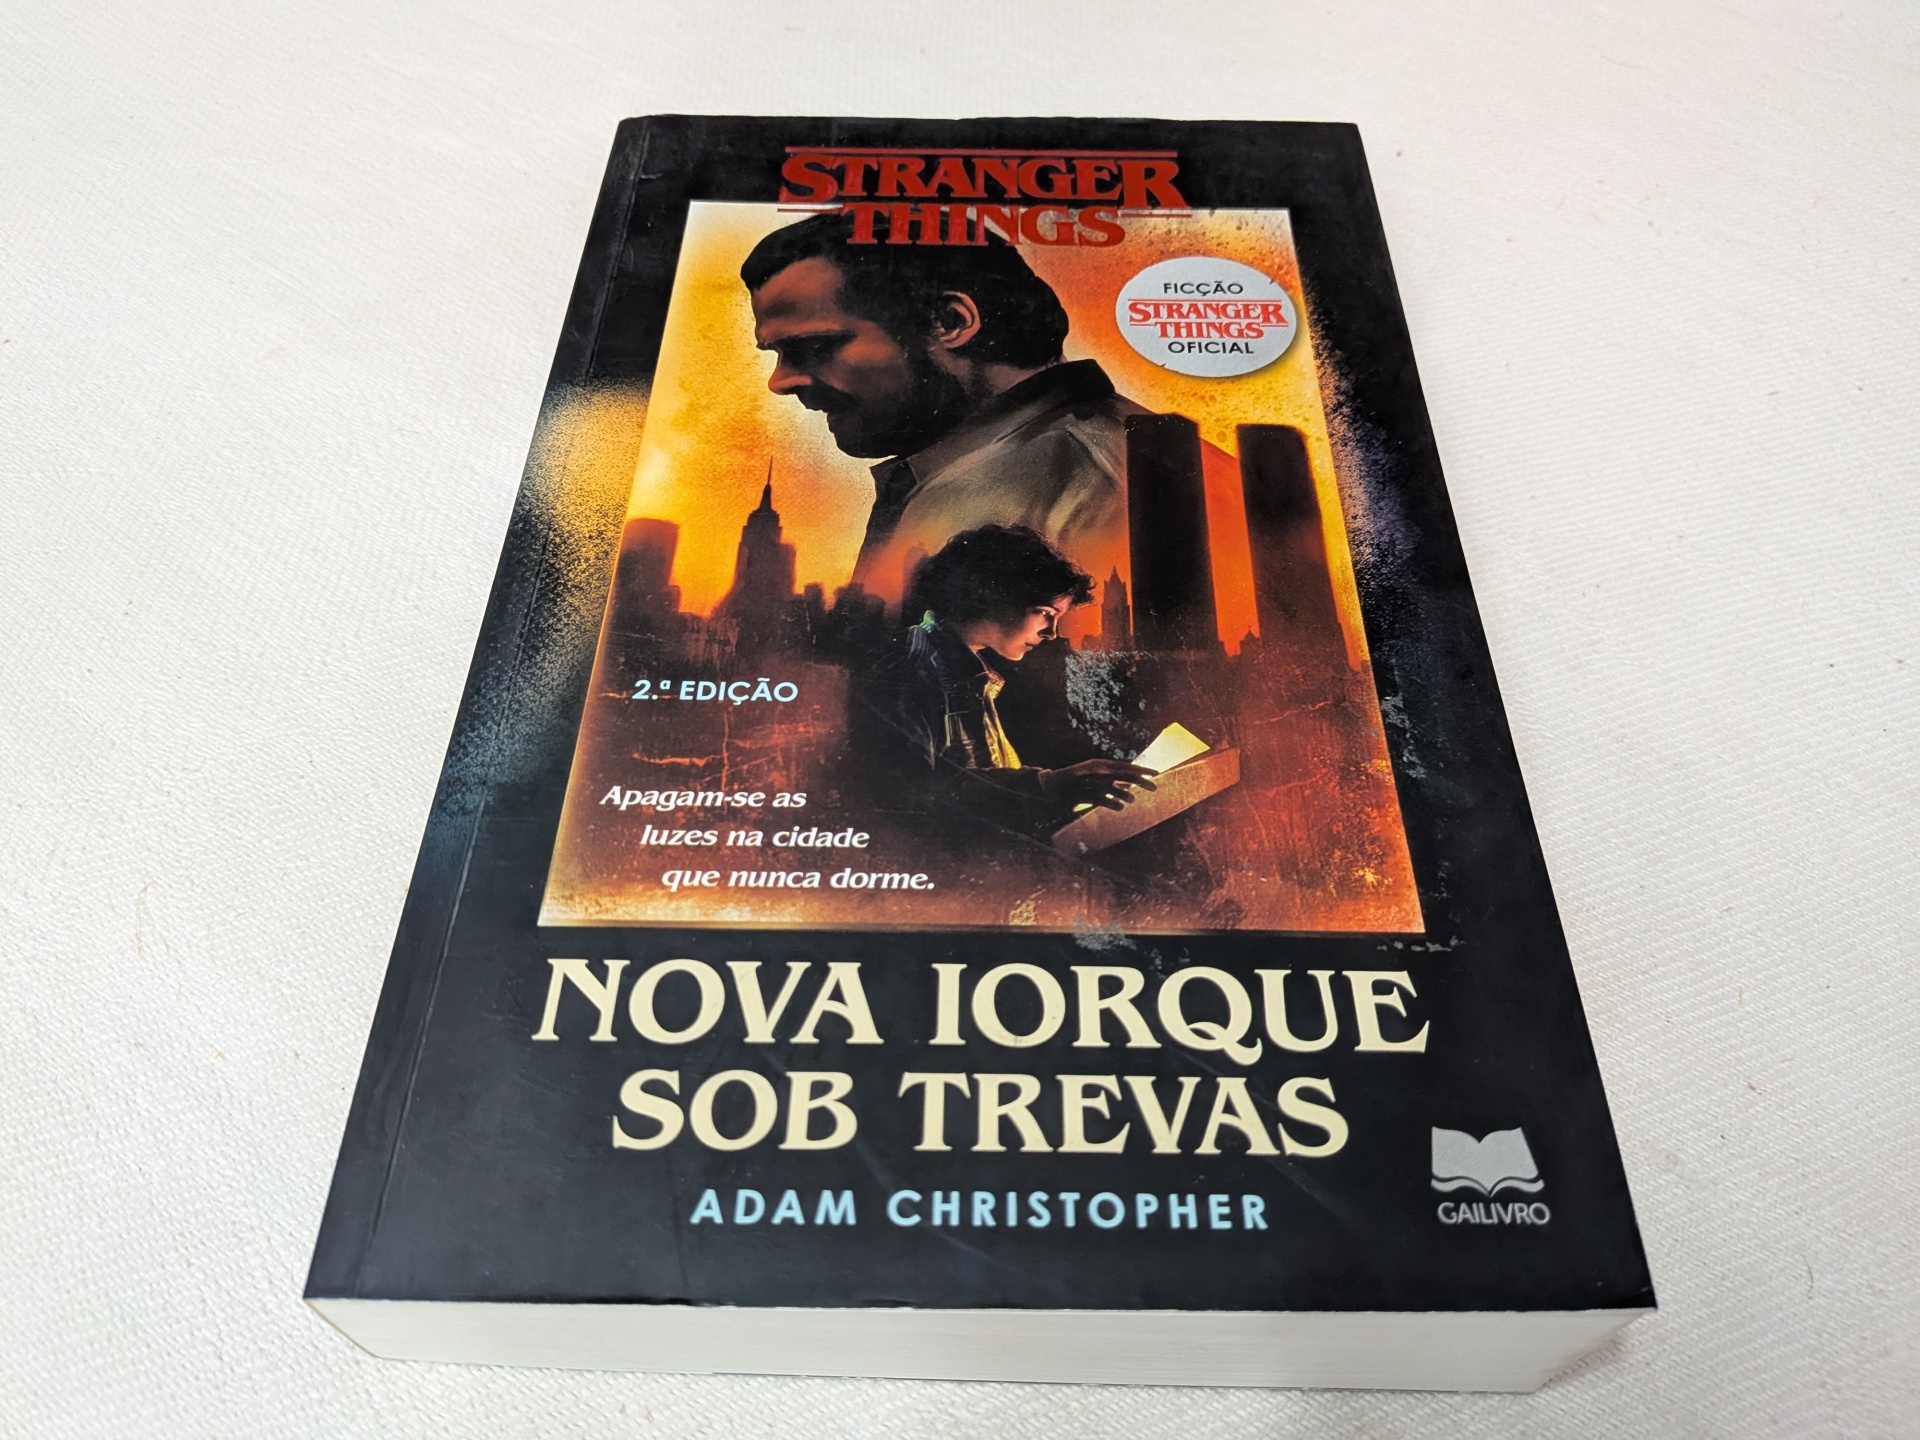 STRANGER
THINGS
FICÇÃO
STRANGER
THINGS
OFICIAL
2.ª EDIÇÃO
Apagam-se as
luzes na cidade
que nunca dorme.
NOVA IORQUE
SOB TREVAS
ADAM CHRISTOPHER
GAILIVRO